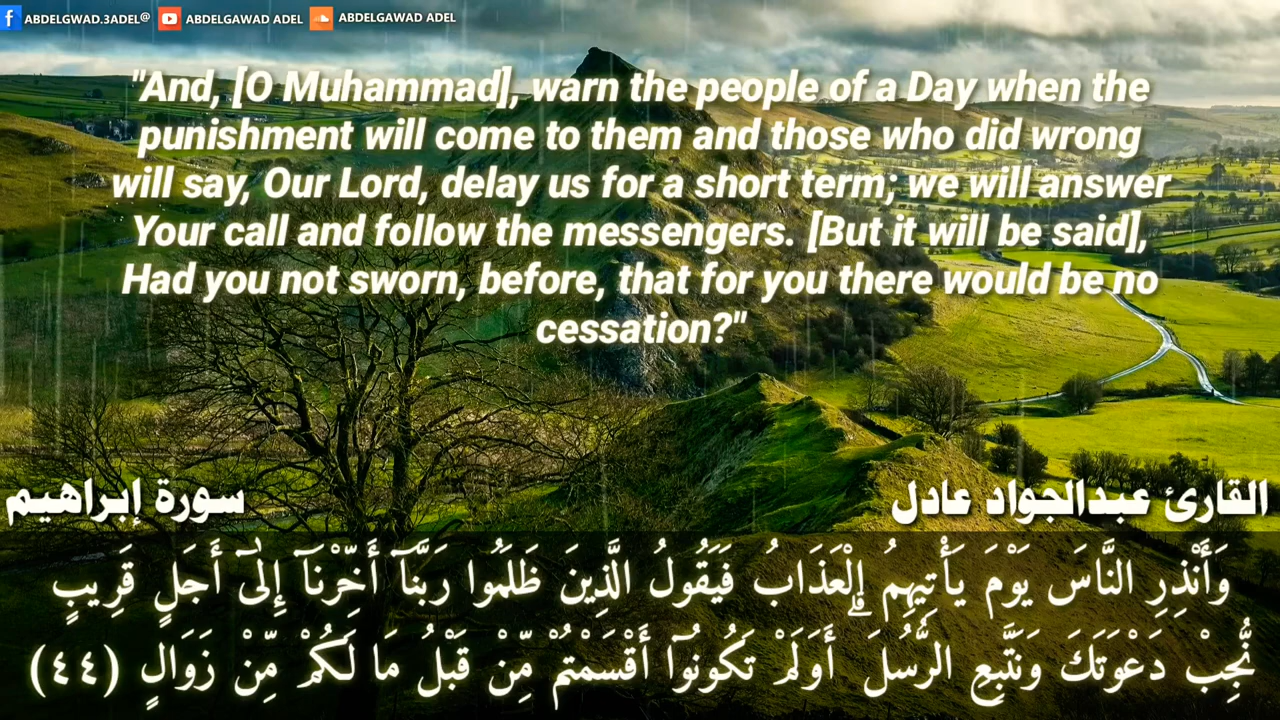 ABDELGWAD.3ADEL@ ABDELGAWAD ADEL ABDELGAWAD ADEL
"And, [O Muhammad], warn the people of a Day when the
punishment will come to them and those who did wrong
will say, Our Lord, delay us for a short term; we will answer
Your call and follow the messengers. [But it will be said],
Had you not sworn, before, that for you there would be no
cessation?"
القارئ عبدالجواد عادل
سورة إبراهيم
وَأَنْذِرِ النَّاسَ يَوْمَ يَأْتِيهِمُ الْعَذَابُ فَيَقُولُ الَّذِينَ ظَلَمُوا رَبَّنَآ أَخِّرْنَآ إِلَىٰٓ أَجَلٍ قَرِيبٍ
نُّجِبْ دَعْوَتَكَ وَنَتَّبِعِ الرُّسُلَ ۗ أَوَلَمْ تَكُونُوٓا أَقْسَمْتُمْ مِّنْ قَبْلُ مَا لَكُمْ مِّنْ زَوَالٍ (٤٤)